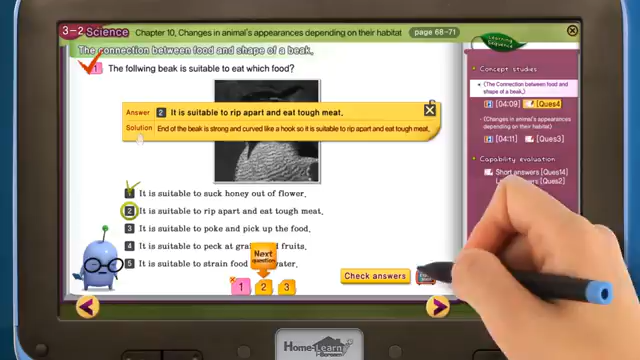 3-2 Science Chapter 10, Changes in animal's appearances depending on their habitat page 68-71
The connection between food and shape of a beak,
1 The follwing beak is suitable to eat which food?
Answer 2 It is suitable to rip apart and eat tough meat.
Solution End of the beak is strong and curved like a hook so it is suitable to rip apart and eat tough meat.
1 It is suitable to suck honey out of flower.
2 It is suitable to rip apart and eat tough meat.
3 It is suitable to poke and pick up the food.
4 It is suitable to peck at fruits.
5 It is suitable to strain food water.
Next question
1 2 3
Check answers
Learning Sequence
Concept studies
(The Connection between food and shape of a beak.)
[04:09] [Ques4
(Changes in animal's appearances depending on their habitat)
[04:11] [Ques3]
Capability evaluation
Short answers [Ques14]
[Ques2]
Home-Learn